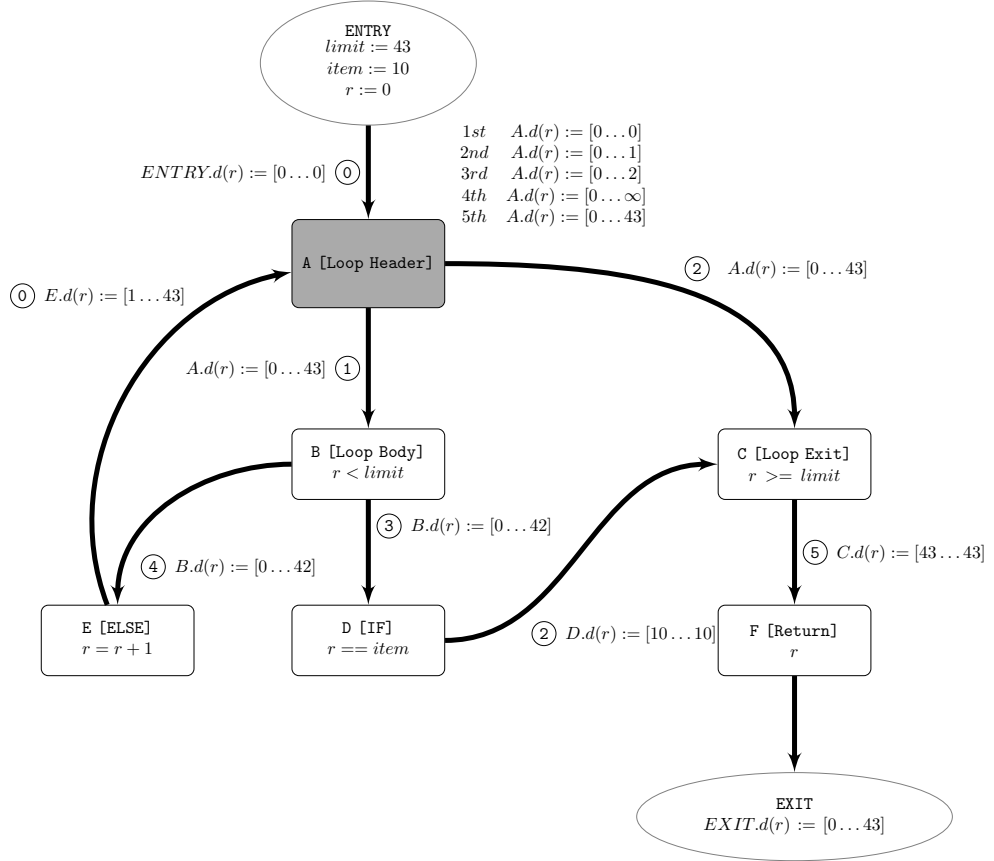 ENTRY
limit := 43
item := 10
r := 0
1st A.d(r) := [0...0]
2nd A.d(r) := [0...1]
3rd A.d(r) := [0...2]
4th A.d(r) := [0...∞]
5th A.d(r) := [0...43]
ENTRY.d(r) := [0...0] 0
A [Loop Header]
2 A.d(r) := [0...43]
0 E.d(r) := [1...43]
A.d(r) := [0...43] 1
B [Loop Body]
r < limit
C [Loop Exit]
r >= limit
3 B.d(r) := [0...42]
4 B.d(r) := [0...42]
5 C.d(r) := [43...43]
E [ELSE]
r = r + 1
D [IF]
r == item
2 D.d(r) := [10...10]
F [Return]
r
EXIT
EXIT.d(r) := [0...43]